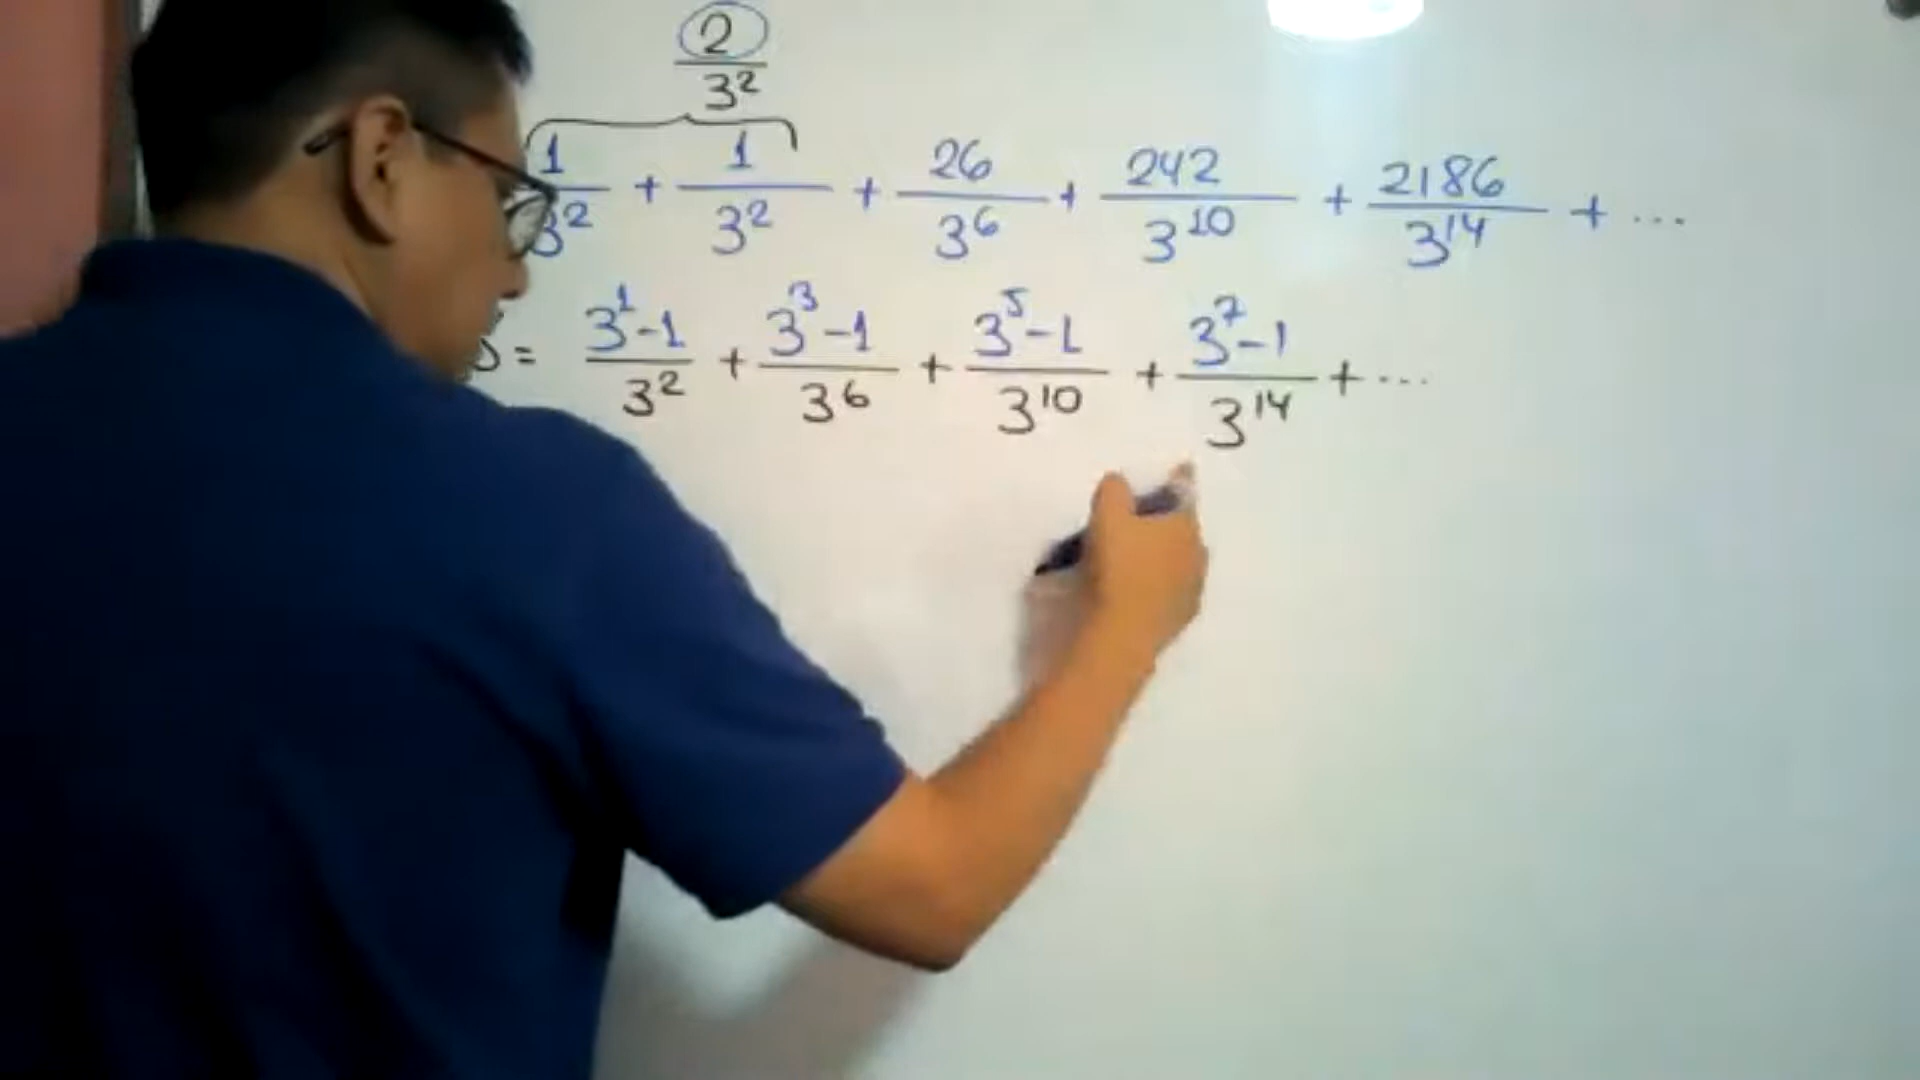 2
3²
1/3² + 1/3² + 26/3⁶ + 242/3¹⁰ + 2186/3¹⁴ + ...
S = 3¹-1/3² + 3³-1/3⁶ + 3⁵-1/3¹⁰ + 3⁷-1/3¹⁴ + ...